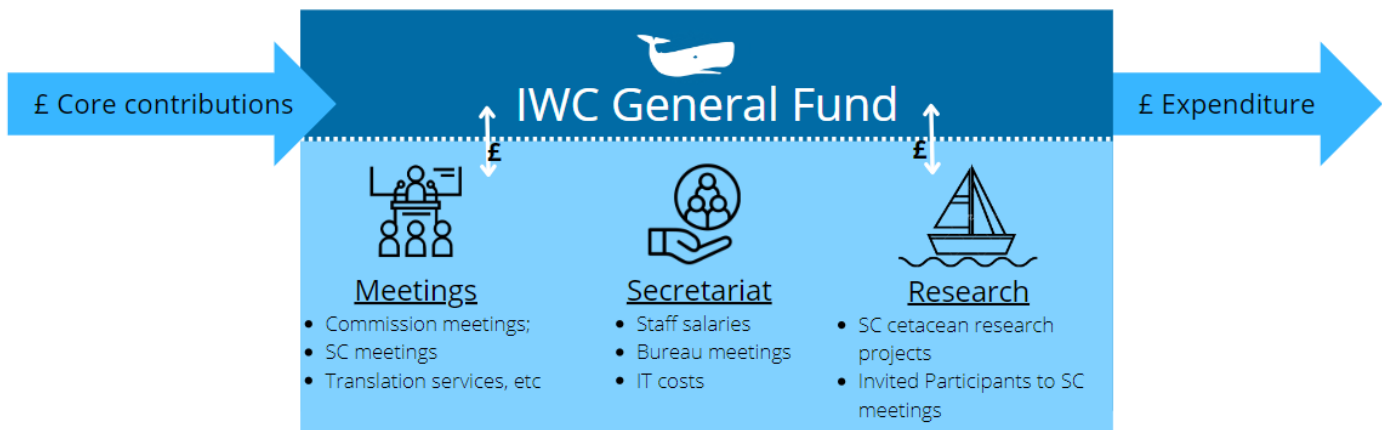 £ Core contributions
IWC General Fund
£ Expenditure
£
£
Meetings
• Commission meetings;
• SC meetings
• Translation services, etc
Secretariat
• Staff salaries
• Bureau meetings
• IT costs
Research
• SC cetacean research
projects
• Invited Participants to SC
meetings